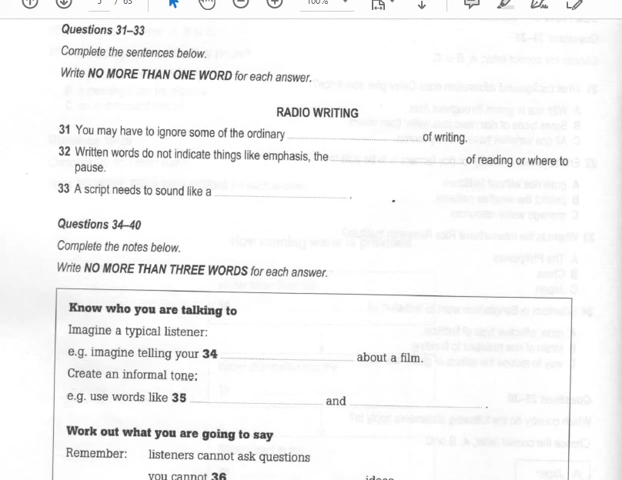 5 / 65
100%
Questions 31–33
Complete the sentences below.
Write NO MORE THAN ONE WORD for each answer.
RADIO WRITING
31 You may have to ignore some of the ordinary ________ of writing.
32 Written words do not indicate things like emphasis, the ________ of reading or where to
pause.
33 A script needs to sound like a ________ .
Questions 34–40
Complete the notes below.
Write NO MORE THAN THREE WORDS for each answer.
Know who you are talking to
Imagine a typical listener:
e.g. imagine telling your 34 ________ about a film.
Create an informal tone:
e.g. use words like 35 ________ and ________ .
Work out what you are going to say
Remember: listeners cannot ask questions
you cannot 36 ________ ideas